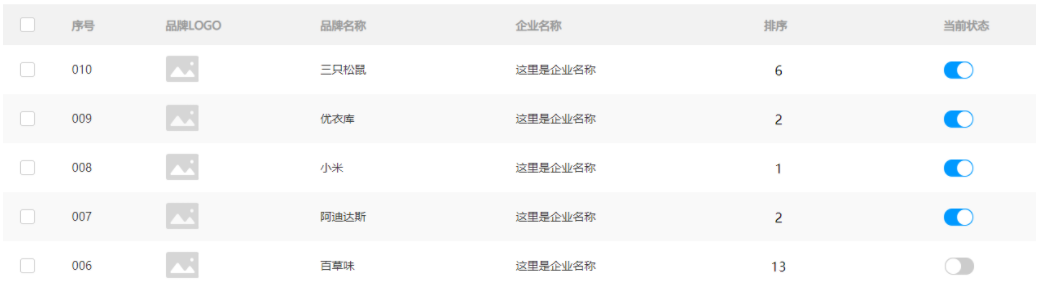 序号 品牌LOGO 品牌名称 企业名称 排序 当前状态
010 三只松鼠 这里是企业名称 6
009 优衣库 这里是企业名称 2
008 小米 这里是企业名称 1
007 阿迪达斯 这里是企业名称 2
006 百草味 这里是企业名称 13